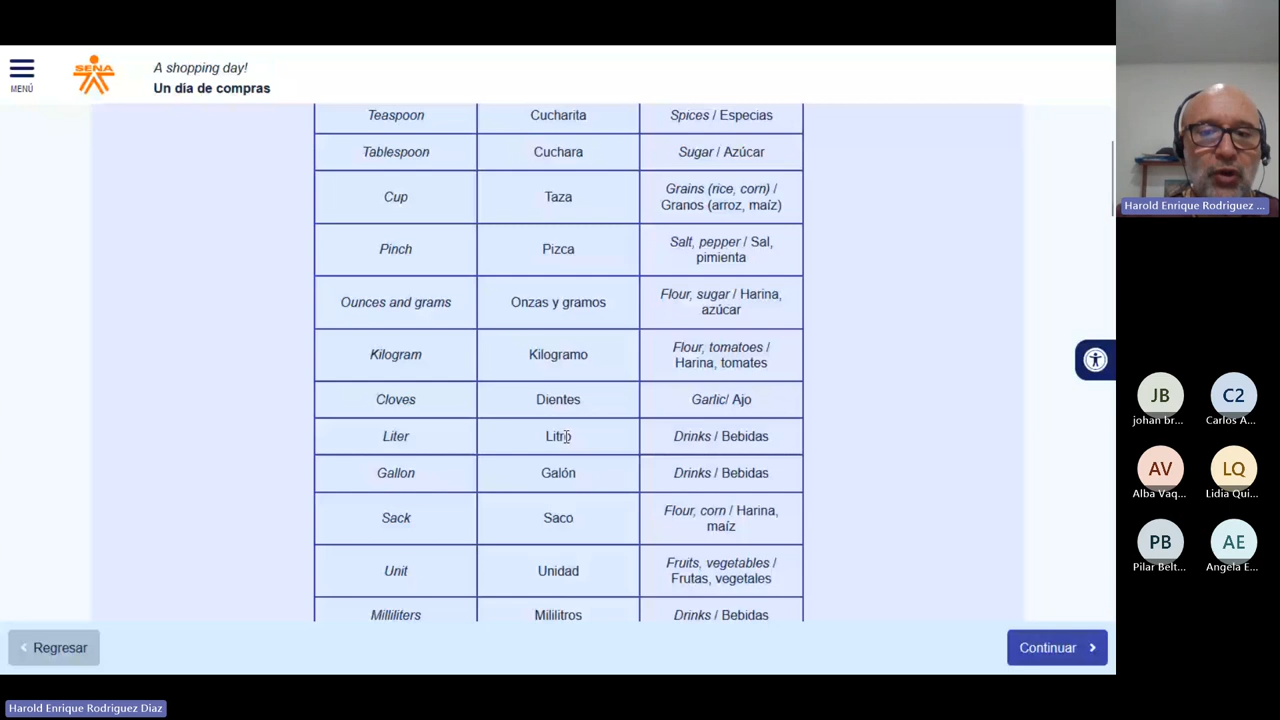 MENÚ
SENA
A shopping day!
Un día de compras
Teaspoon Cucharita Spices / Especias
Tablespoon Cuchara Sugar / Azúcar
Cup Taza Grains (rice, corn) /
Granos (arroz, maíz)
Pinch Pizca Salt, pepper / Sal,
pimienta
Ounces and grams Onzas y gramos Flour, sugar / Harina,
azúcar
Kilogram Kilogramo Flour, tomatoes /
Harina, tomates
Cloves Dientes Garlic/ Ajo
Liter Litro Drinks / Bebidas
Gallon Galón Drinks / Bebidas
Sack Saco Flour, corn / Harina,
maíz
Unit Unidad Fruits, vegetables /
Frutas, vegetales
Milliliters Mililitros Drinks / Bebidas
Regresar
Continuar
Harold Enrique Rodriguez ...
JB C2
johan br... Carlos A...
AV LQ
Alba Vaq... Lidia Qui...
PB AE
Pilar Belt... Angela E...
Harold Enrique Rodriguez Diaz